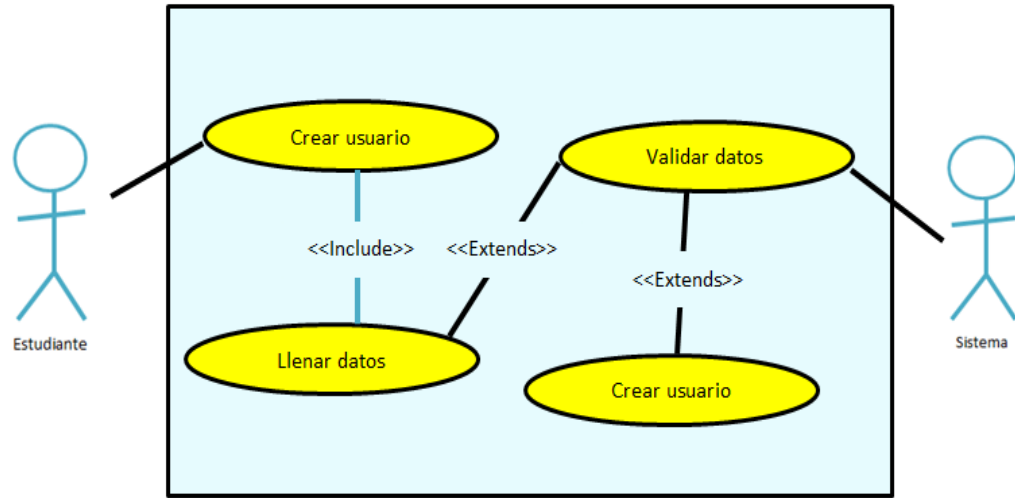 Crear usuario
Validar datos
<<Include>>
<<Extends>>
<<Extends>>
Estudiante
Sistema
Llenar datos
Crear usuario